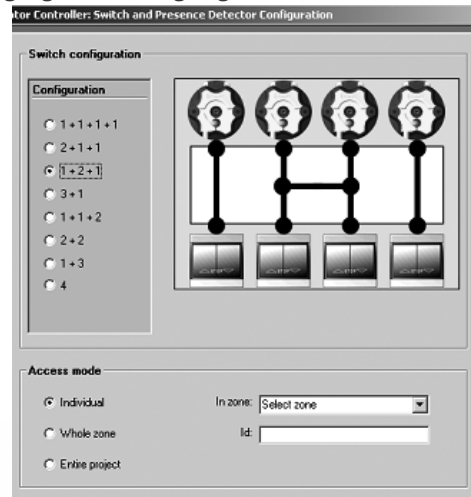 tor Controller: Switch and Presence Detector Configuration
Switch configuration
Configuration
1 + 1 + 1 + 1
2 + 1 + 1
1 + 2 + 1
3 + 1
1 + 1 + 2
2 + 2
1 + 3
4
Access mode
Individual
In zone: Select zone
Whole zone
Id:
Entire project